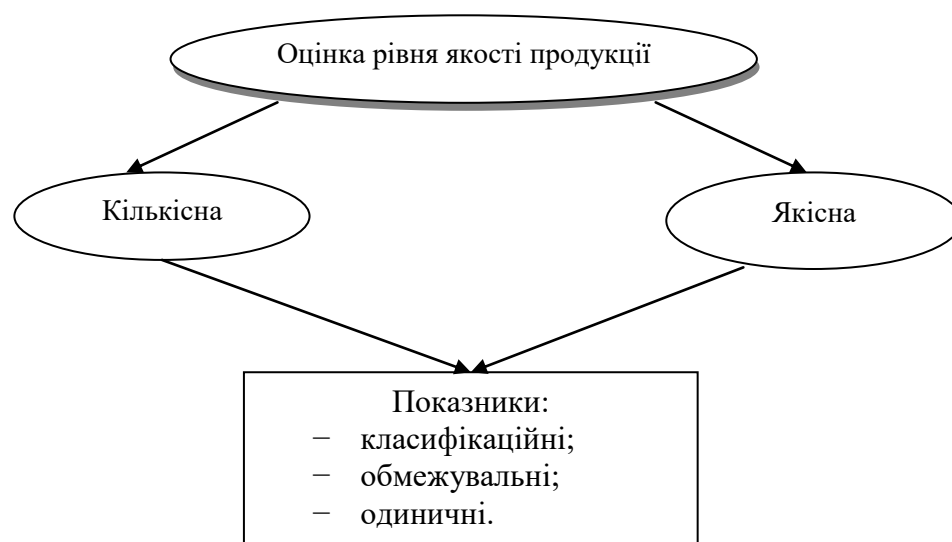 Оцінка рівня якості продукції
Кількісна
Якісна
Показники:
− класифікаційні;
− обмежувальні;
− одиничні.